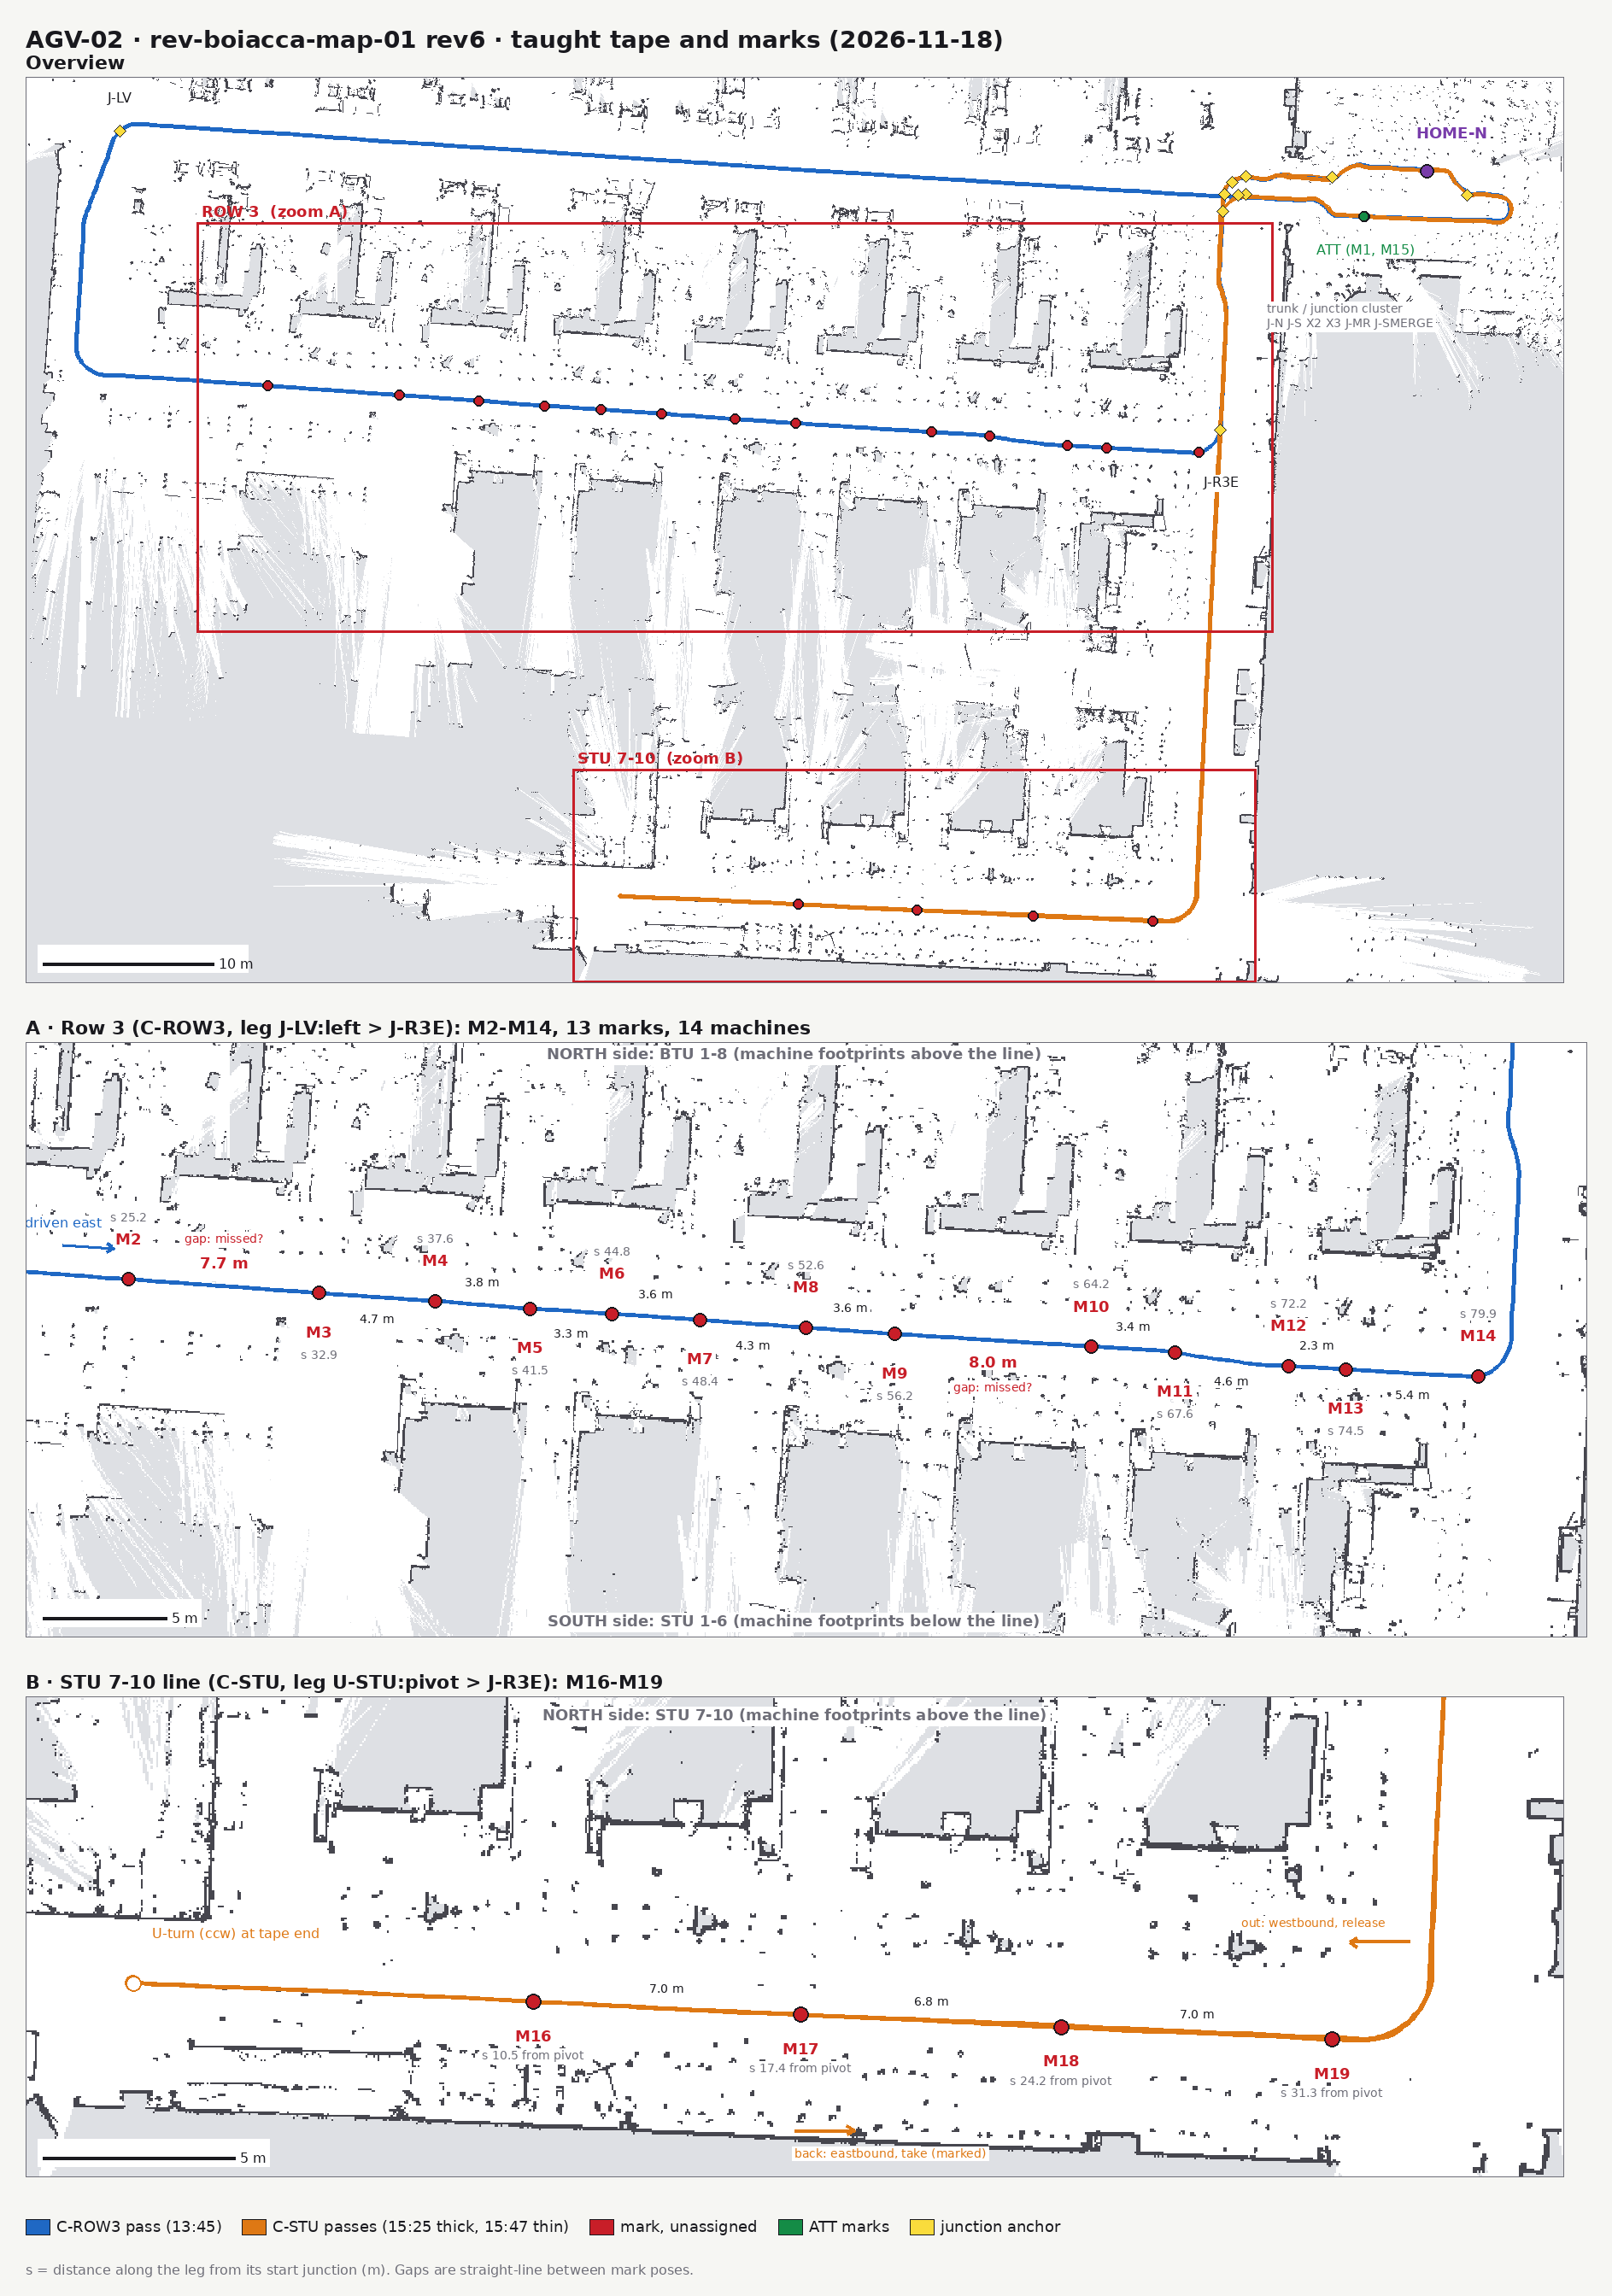 AGV-02 · rev-boiacca-map-01 rev6 · taught tape and marks (2026-11-18)
Overview
J-LV
HOME-N
ROW 3 (zoom A)
ATT (M1, M15)
trunk / junction cluster
J-N J-S X2 X3 J-MR J-SMERGE
J-R3E
STU 7-10 (zoom B)
10 m
A · Row 3 (C-ROW3, leg J-LV:left > J-R3E): M2-M14, 13 marks, 14 machines
NORTH side: BTU 1-8 (machine footprints above the line)
driven east
s 25.2
M2
gap: missed?
7.7 m
M3
s 32.9
4.7 m
s 37.6
M4
3.8 m
M5
s 41.5
3.3 m
s 44.8
M6
3.6 m
M7
s 48.4
4.3 m
s 52.6
M8
3.6 m
M9
s 56.2
8.0 m
gap: missed?
s 64.2
M10
3.4 m
M11
s 67.6
4.6 m
s 72.2
M12
2.3 m
M13
s 74.5
5.4 m
s 79.9
M14
5 m
SOUTH side: STU 1-6 (machine footprints below the line)
B · STU 7-10 line (C-STU, leg U-STU:pivot > J-R3E): M16-M19
NORTH side: STU 7-10 (machine footprints above the line)
U-turn (ccw) at tape end
out: westbound, release
7.0 m
6.8 m
7.0 m
M16
s 10.5 from pivot
M17
s 17.4 from pivot
M18
s 24.2 from pivot
M19
s 31.3 from pivot
back: eastbound, take (marked)
5 m
C-ROW3 pass (13:45)
C-STU passes (15:25 thick, 15:47 thin)
mark, unassigned
ATT marks
junction anchor
s = distance along the leg from its start junction (m). Gaps are straight-line between mark poses.